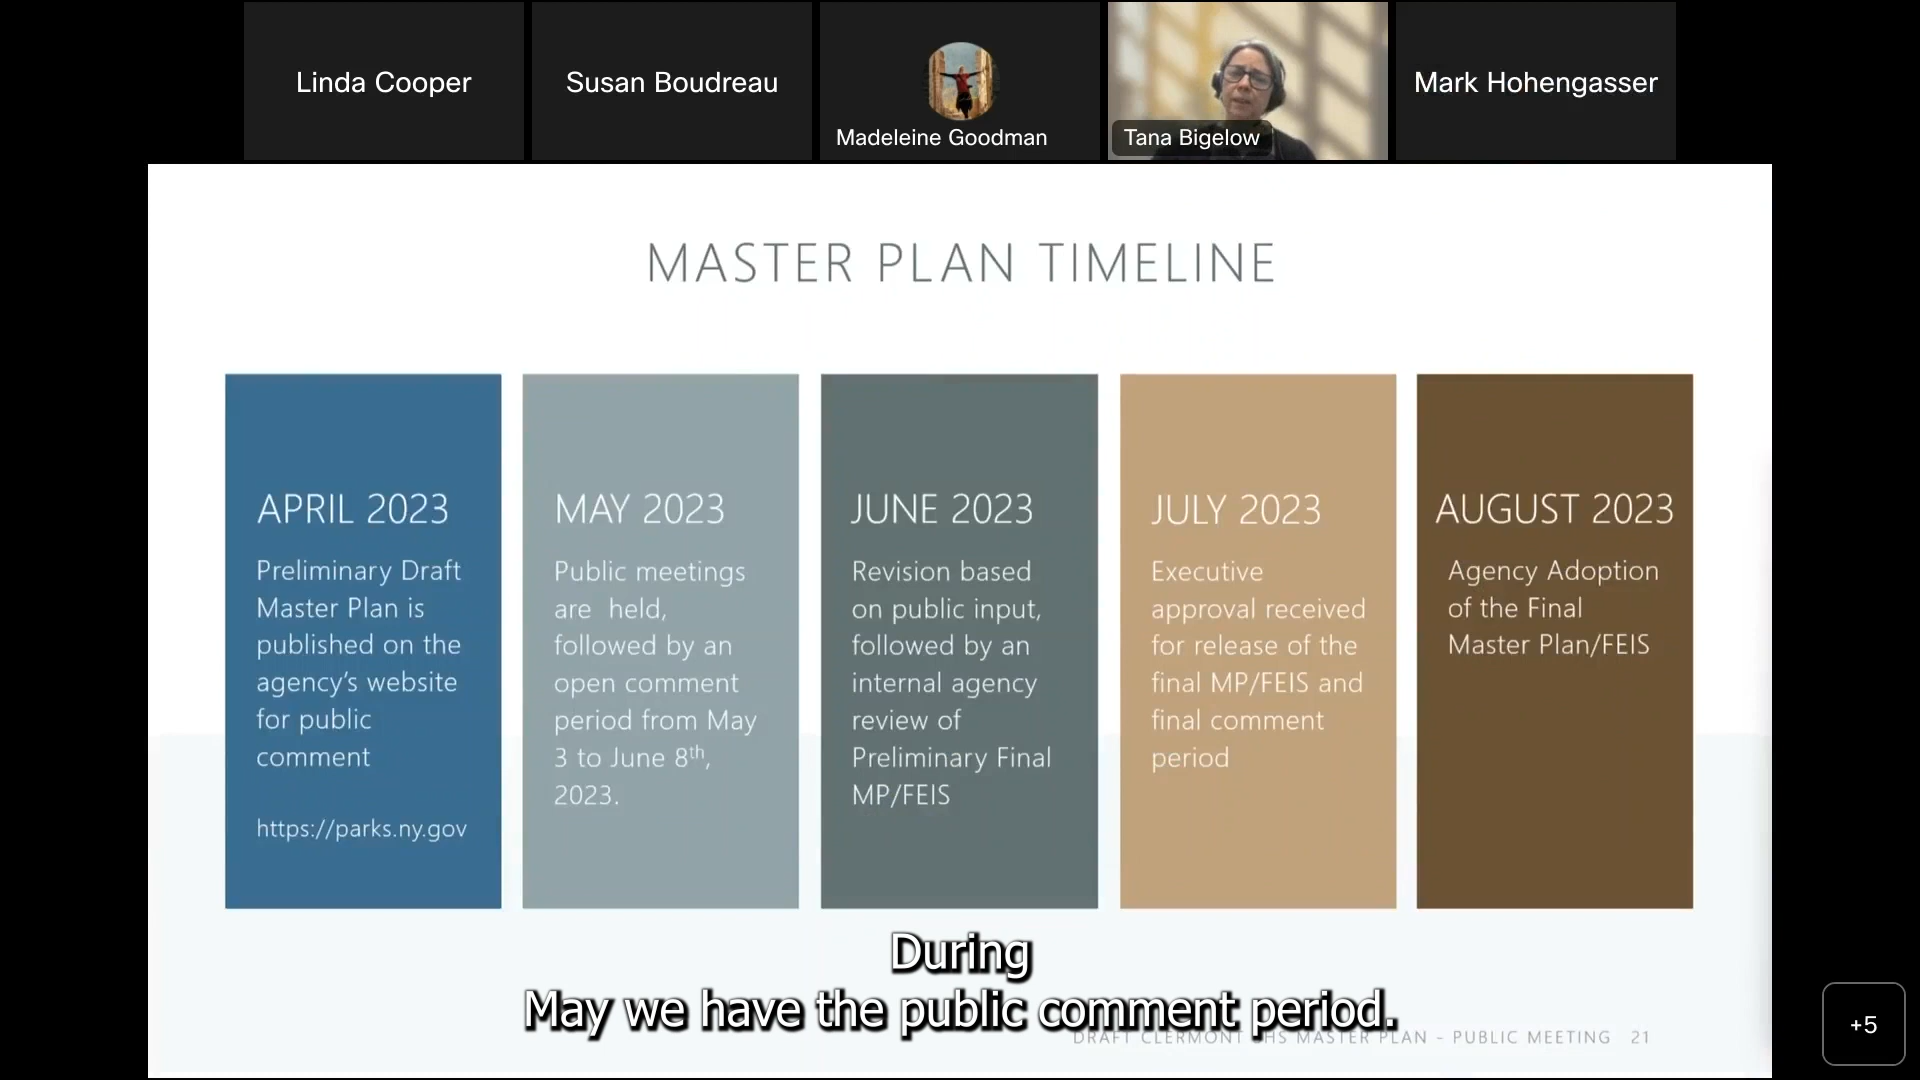 Linda Cooper
Susan Boudreau
Madeleine Goodman
Tana Bigelow
Mark Hohengasser
MASTER PLAN TIMELINE
APRIL 2023
Preliminary Draft
Master Plan is
published on the
agency's website
for public
comment
https://parks.ny.gov
MAY 2023
Public meetings
are held,
followed by an
open comment
period from May
3 to June 8th,
2023.
JUNE 2023
Revision based
on public input,
followed by an
internal agency
review of
Preliminary Final
MP/FEIS
JULY 2023
Executive
approval received
for release of the
final MP/FEIS and
final comment
period
AUGUST 2023
Agency Adoption
of the Final
Master Plan/FEIS
During
May we have the public comment period.
DRAFT CLERMONT MASTER PLAN - PUBLIC MEETING 21
+5